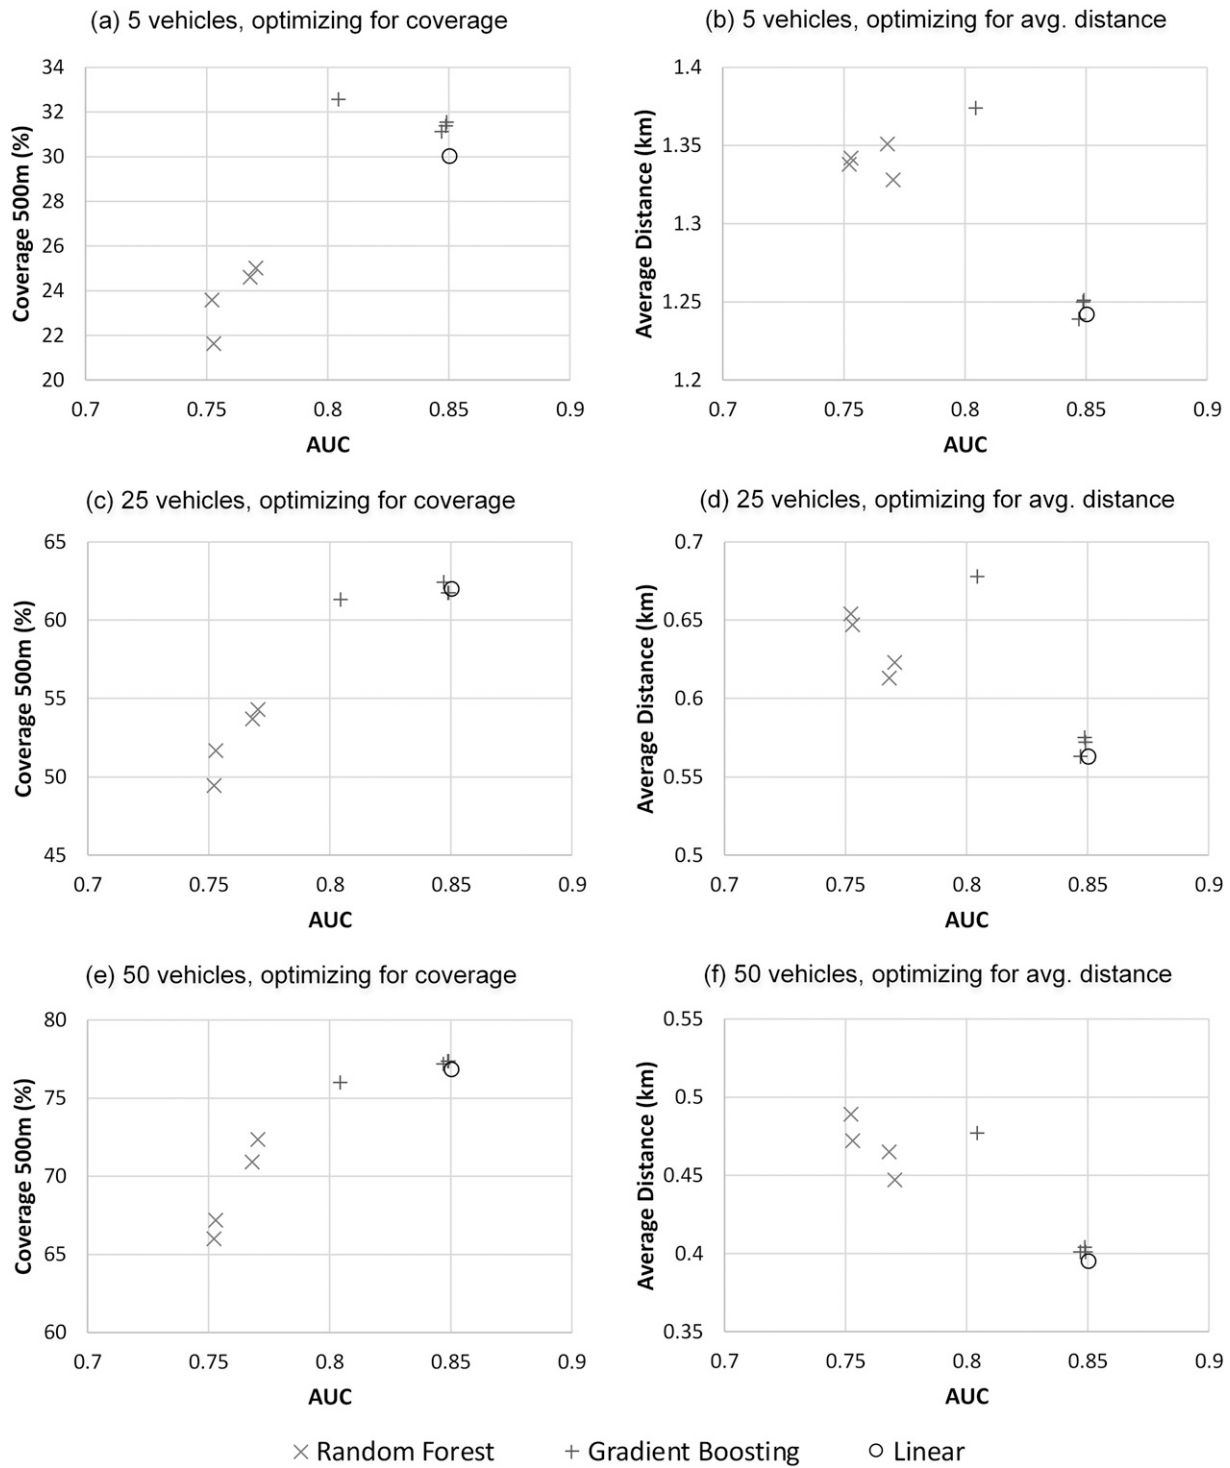 (a) 5 vehicles, optimizing for coverage
Coverage 500m (%)
34
32
30
28
26
24
22
20
0.7 0.75 0.8 0.85 0.9
AUC
(b) 5 vehicles, optimizing for avg. distance
Average Distance (km)
1.4
1.35
1.3
1.25
1.2
0.7 0.75 0.8 0.85 0.9
AUC
(c) 25 vehicles, optimizing for coverage
Coverage 500m (%)
65
60
55
50
45
0.7 0.75 0.8 0.85 0.9
AUC
(d) 25 vehicles, optimizing for avg. distance
Average Distance (km)
0.7
0.65
0.6
0.55
0.5
0.7 0.75 0.8 0.85 0.9
AUC
(e) 50 vehicles, optimizing for coverage
Coverage 500m (%)
80
75
70
65
60
0.7 0.75 0.8 0.85 0.9
AUC
(f) 50 vehicles, optimizing for avg. distance
Average Distance (km)
0.55
0.5
0.45
0.4
0.35
0.7 0.75 0.8 0.85 0.9
AUC
Random Forest Gradient Boosting Linear